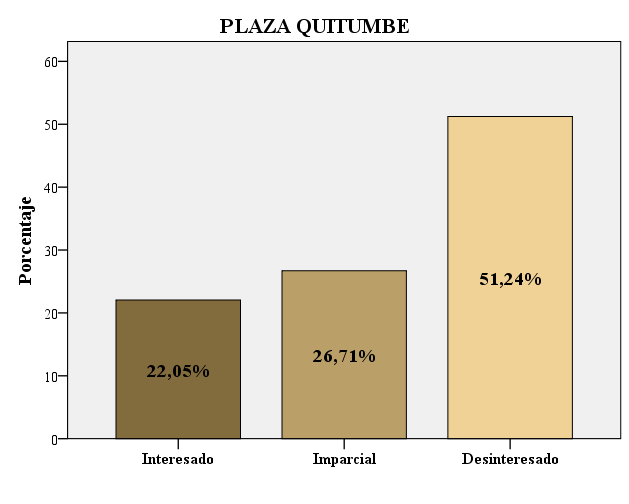 PLAZA QUITUMBE
Porcentaje
60
50
40
30
20
10
0
22,05%
26,71%
51,24%
Interesado
Imparcial
Desinteresado